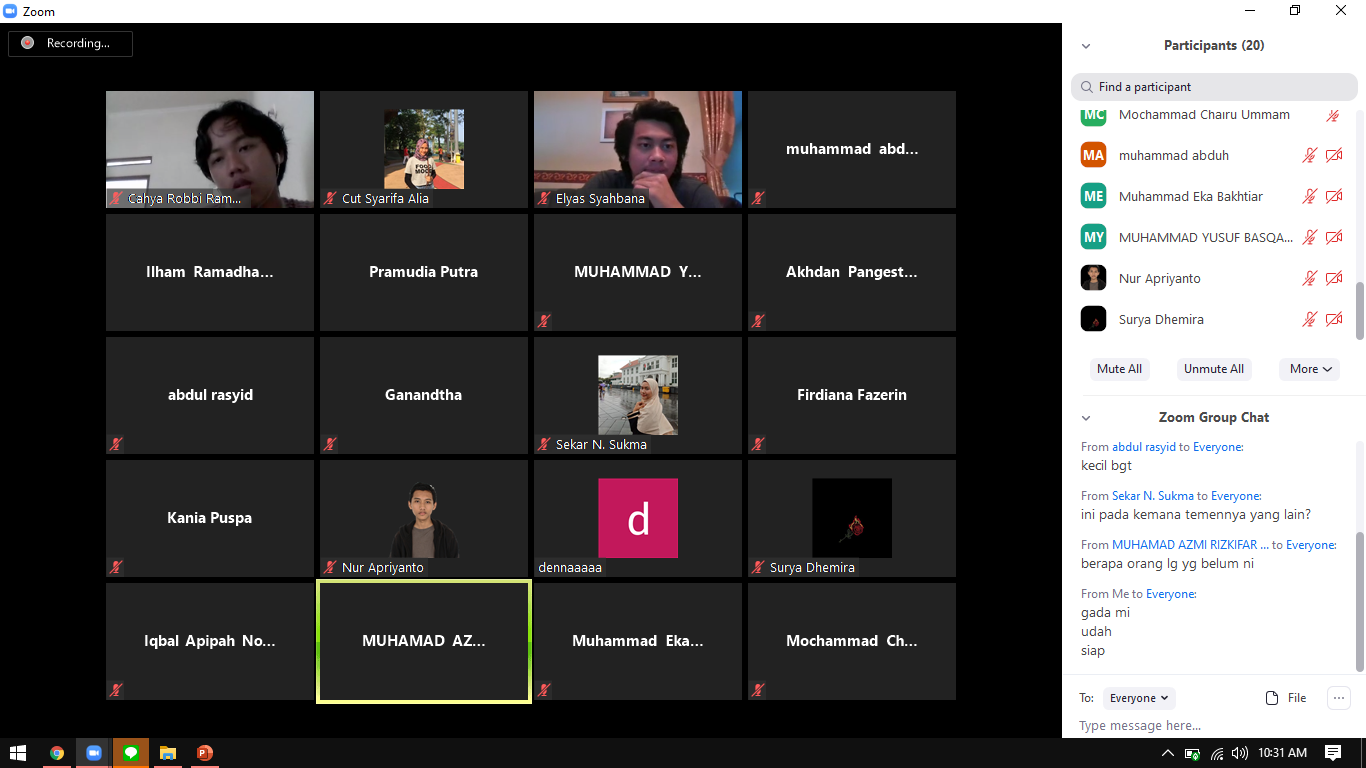 Zoom
Recording...
Cahya Robbi Ram...
Cut Syarifa Alia
FOOD
Elyas Syahbana
muhammad abd...
Ilham Ramadha...
Pramudia Putra
MUHAMMAD Y...
Akhdan Pangest...
abdul rasyid
Ganandtha
Sekar N. Sukma
Firdiana Fazerin
Kania Puspa
Nur Apriyanto
d
dennaaaaa
Surya Dhemira
Iqbal Apipah No...
MUHAMAD AZ...
Muhammad Eka...
Mochammad Ch...
Participants (20)
Find a participant
MC Mochammad Chairu Ummam
MA muhammad abduh
ME Muhammad Eka Bakhtiar
MY MUHAMMAD YUSUF BASQA...
Nur Apriyanto
Surya Dhemira
Mute All Unmute All More
Zoom Group Chat
From abdul rasyid to Everyone:
kecil bgt
From Sekar N. Sukma to Everyone:
ini pada kemana temennya yang lain?
From MUHAMAD AZMI RIZKIFAR ... to Everyone:
berapa orang lg yg belum ni
From Me to Everyone:
gada mi
udah
siap
To: Everyone File ...
Type message here...
10:31 AM